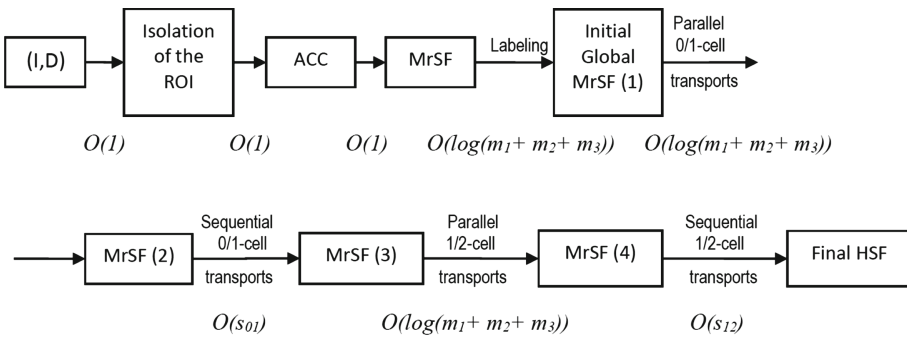 (I,D)
Isolation
of the
ROI
ACC
MrSF
Labeling
Initial
Global
MrSF (1)
Parallel
0/1-cell
transports
O(1)
O(1)
O(1)
O(log(m₁+ m₂+ m₃))
O(log(m₁+ m₂+ m₃))
MrSF (2)
Sequential
0/1-cell
transports
MrSF (3)
Parallel
1/2-cell
transports
MrSF (4)
Sequential
1/2-cell
transports
Final HSF
O(s₀₁)
O(log(m₁+ m₂+ m₃))
O(s₁₂)